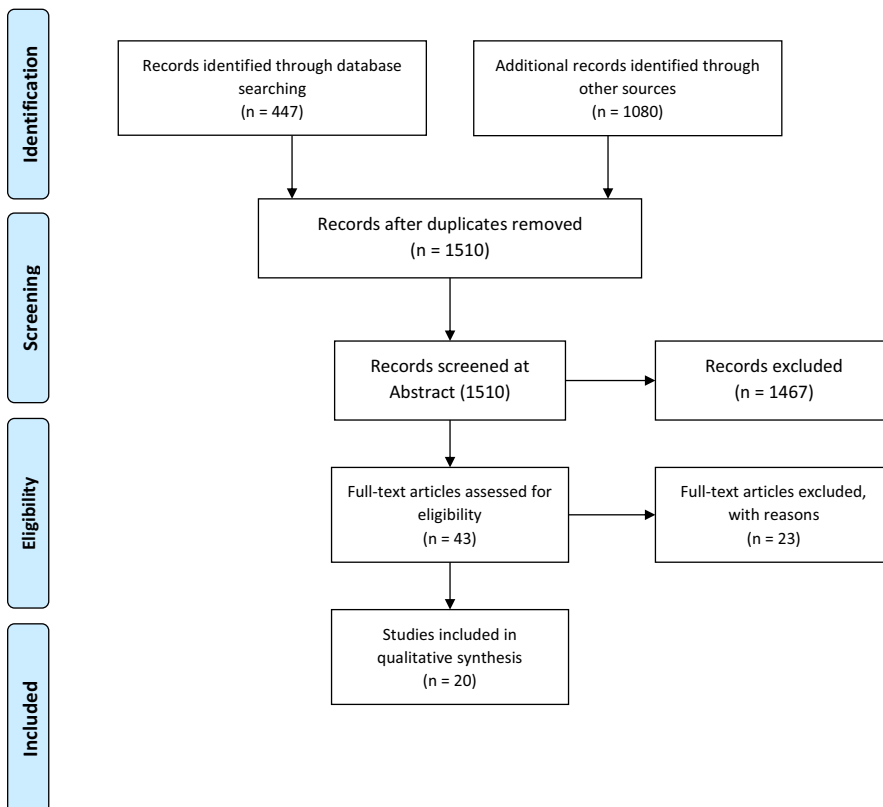 Identification
Records identified through database
searching
(n = 447)
Additional records identified through
other sources
(n = 1080)
Screening
Records after duplicates removed
(n = 1510)
Records screened at
Abstract (1510)
Records excluded
(n = 1467)
Eligibility
Full-text articles assessed for
eligibility
(n = 43)
Full-text articles excluded,
with reasons
(n = 23)
Included
Studies included in
qualitative synthesis
(n = 20)